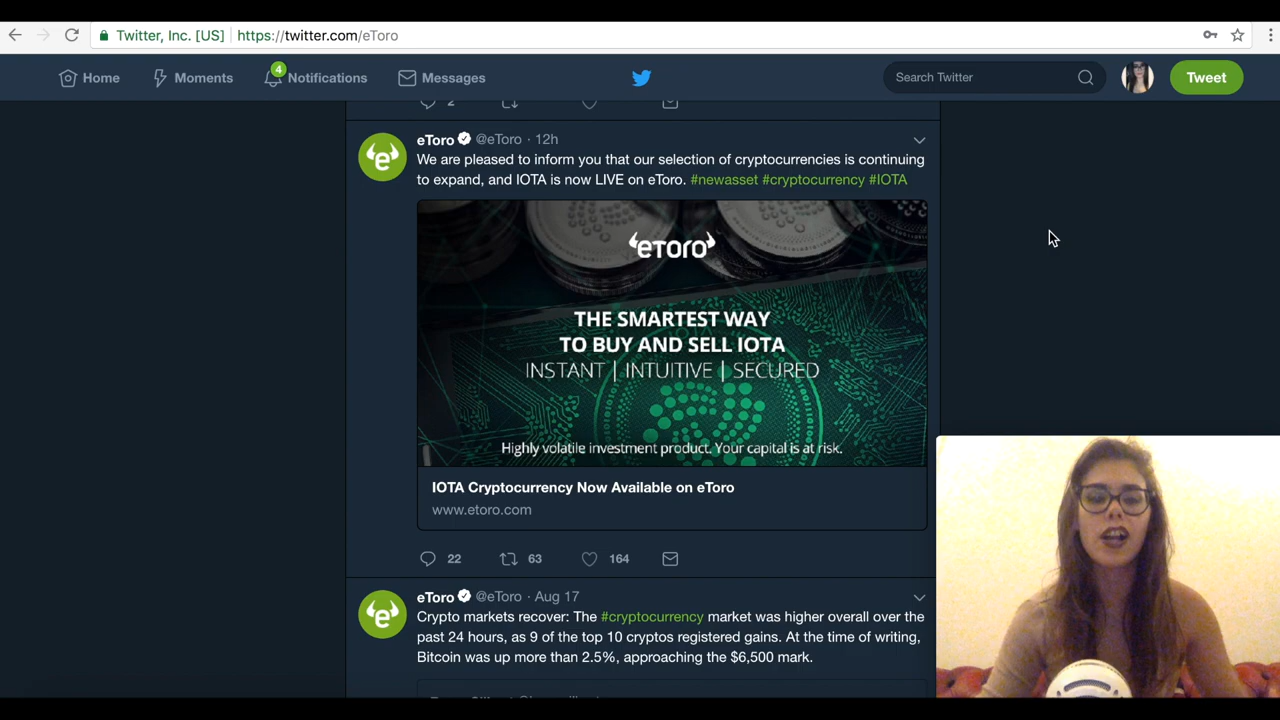 Twitter, Inc. [US] https://twitter.com/eToro
Home Moments 4 Notifications Messages Search Twitter Tweet
2
eToro @eToro · 12h
We are pleased to inform you that our selection of cryptocurrencies is continuing
to expand, and IOTA is now LIVE on eToro. #newasset #cryptocurrency #IOTA
eTORO
THE SMARTEST WAY
TO BUY AND SELL IOTA
INSTANT | INTUITIVE | SECURED
Highly volatile investment product. Your capital is at risk.
IOTA Cryptocurrency Now Available on eToro
www.etoro.com
22 63 164
eToro @eToro · Aug 17
Crypto markets recover: The #cryptocurrency market was higher overall over the
past 24 hours, as 9 of the top 10 cryptos registered gains. At the time of writing,
Bitcoin was up more than 2.5%, approaching the $6,500 mark.